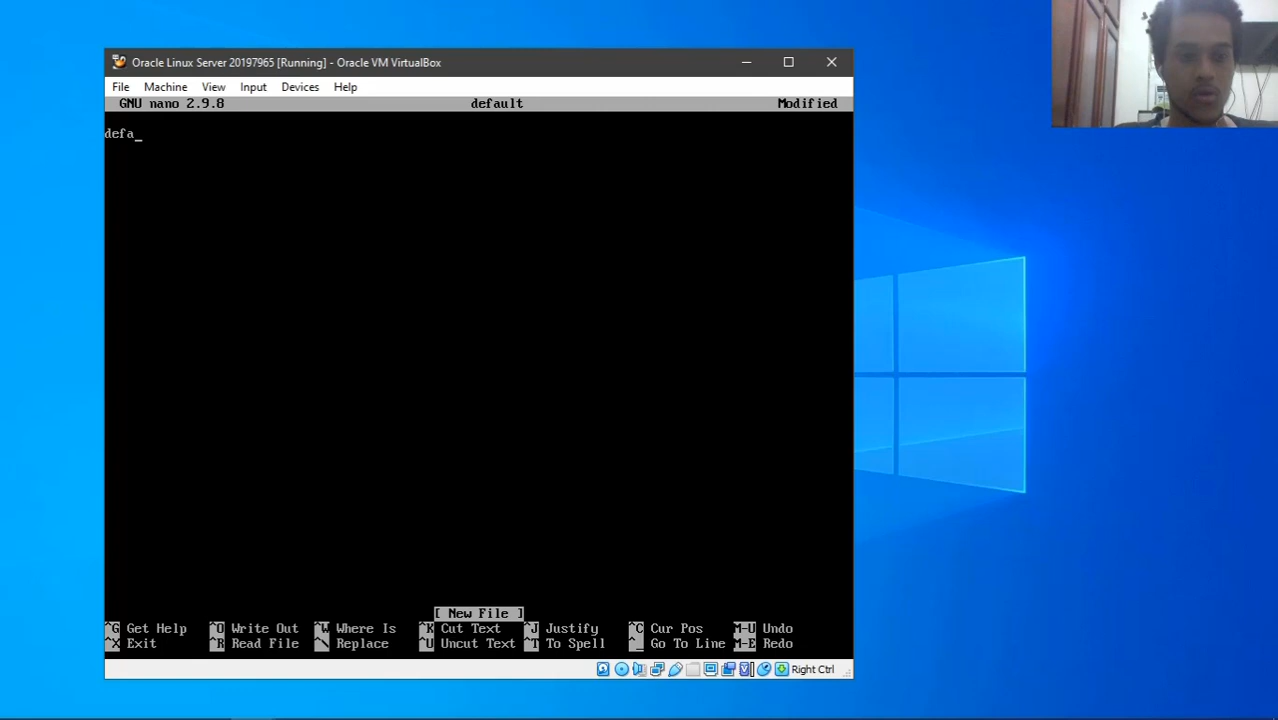 Oracle Linux Server 20197965 [Running] - Oracle VM VirtualBox
File Machine View Input Devices Help
GNU nano 2.9.8 default Modified
defa_
[ New File ]
^G Get Help ^O Write Out ^W Where Is ^K Cut Text ^J Justify ^C Cur Pos M-U Undo
^X Exit ^R Read File ^\ Replace ^U Uncut Text ^T To Spell ^_ Go To Line M-E Redo
Right Ctrl